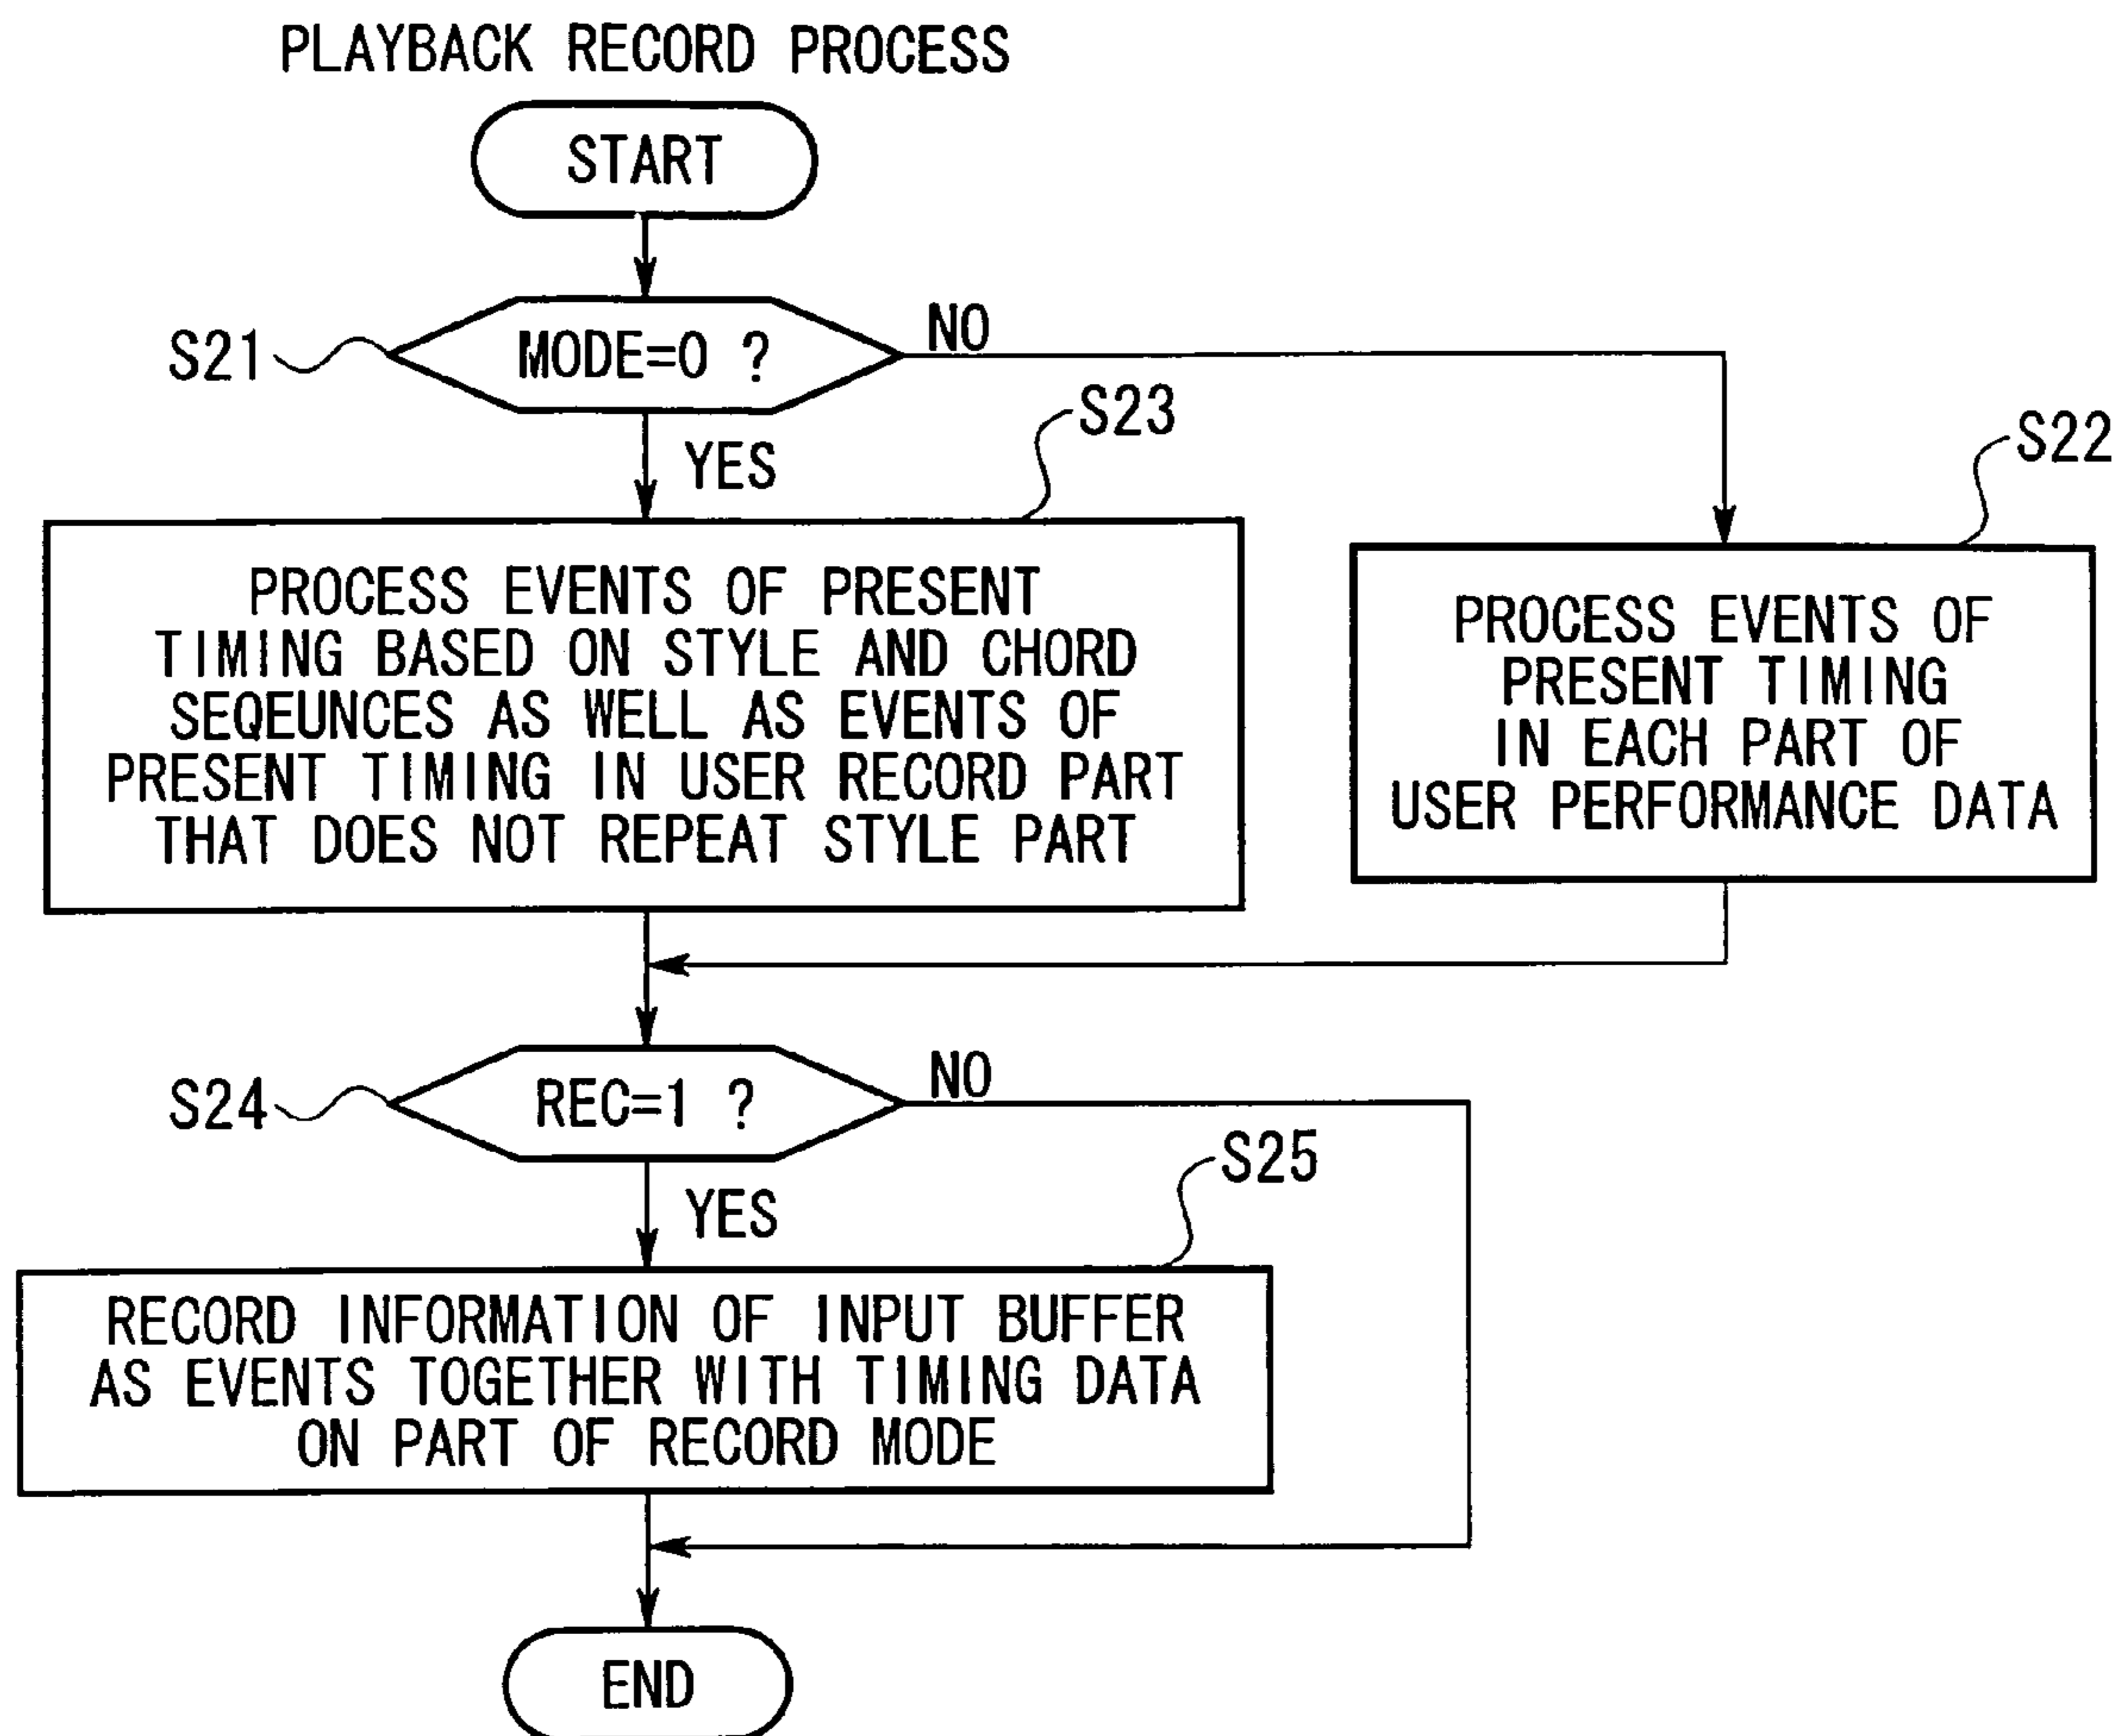 PLAYBACK RECORD PROCESS
START
S21
MODE=0 ?
NO
YES
S23
PROCESS EVENTS OF PRESENT
TIMING BASED ON STYLE AND CHORD
SEQEUNCES AS WELL AS EVENTS OF
PRESENT TIMING IN USER RECORD PART
THAT DOES NOT REPEAT STYLE PART
S22
PROCESS EVENTS OF
PRESENT TIMING
IN EACH PART OF
USER PERFORMANCE DATA
S24
REC=1 ?
NO
YES
S25
RECORD INFORMATION OF INPUT BUFFER
AS EVENTS TOGETHER WITH TIMING DATA
ON PART OF RECORD MODE
END